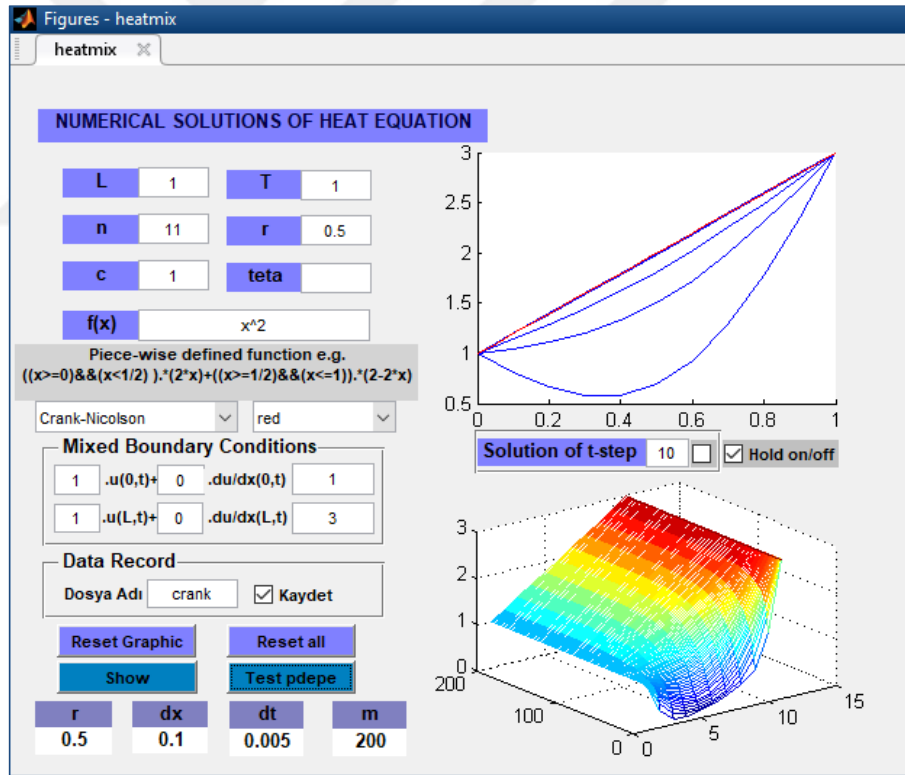 Figures - heatmix
heatmix
NUMERICAL SOLUTIONS OF HEAT EQUATION
L 1 T 1
n 11 r 0.5
c 1 teta
f(x) x^2
Piece-wise defined function e.g.
((x>=0)&&(x<1/2) ).*(2*x)+((x>=1/2)&&(x<=1)).*(2-2*x)
Crank-Nicolson red
Mixed Boundary Conditions
1 .u(0,t)+ 0 .du/dx(0,t) 1
1 .u(L,t)+ 0 .du/dx(L,t) 3
Data Record
Dosya Adı crank Kaydet
Reset Graphic Reset all
Show Test pdepe
r dx dt m
0.5 0.1 0.005 200
3
2.5
2
1.5
1
0.5
0 0.2 0.4 0.6 0.8 1
Solution of t-step 10 Hold on/off
3
2
1
0
200
100
0
0 5 10 15